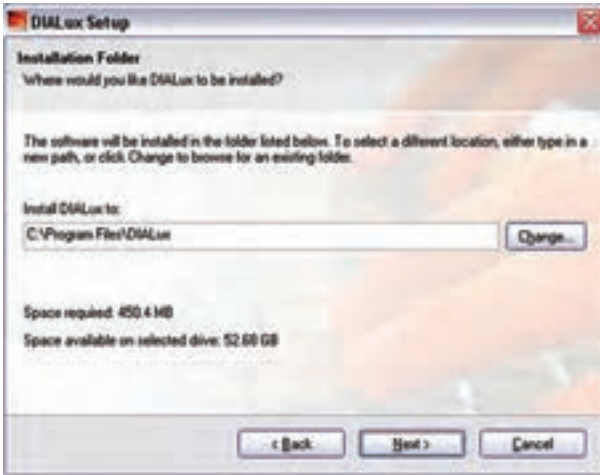 DIALux Setup
Installation Folder
Where would you like DIALux to be installed?
The software will be installed in the folder listed below. To select a different location, either type in a
new path, or click Change to browse for an existing folder.
Install DIALux to:
C:\Program Files\DIALux
Change...
Space required: 450.4 MB
Space available on selected drive: 52.68 GB
< Back
Next >
Cancel